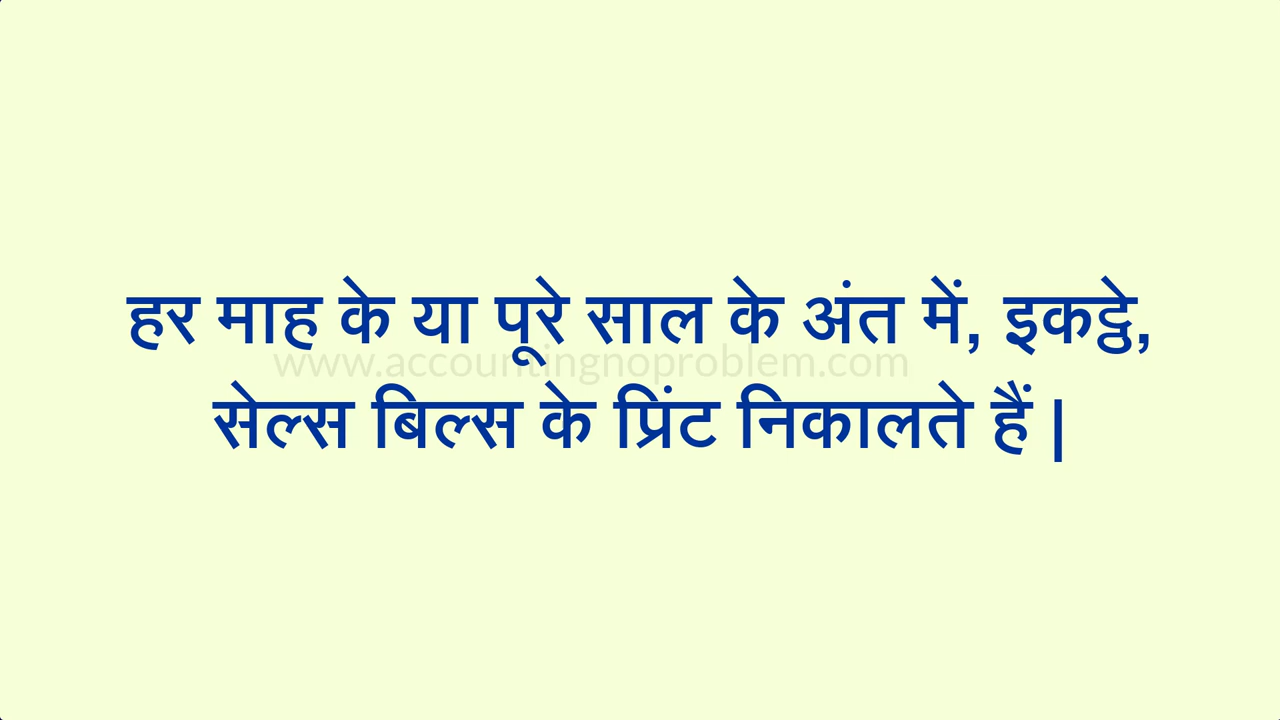 हर माह के या पूरे साल के अंत में, इकट्ठे,
www.accountingnoproblem.com
सेल्स बिल्स के प्रिंट निकालते हैं |